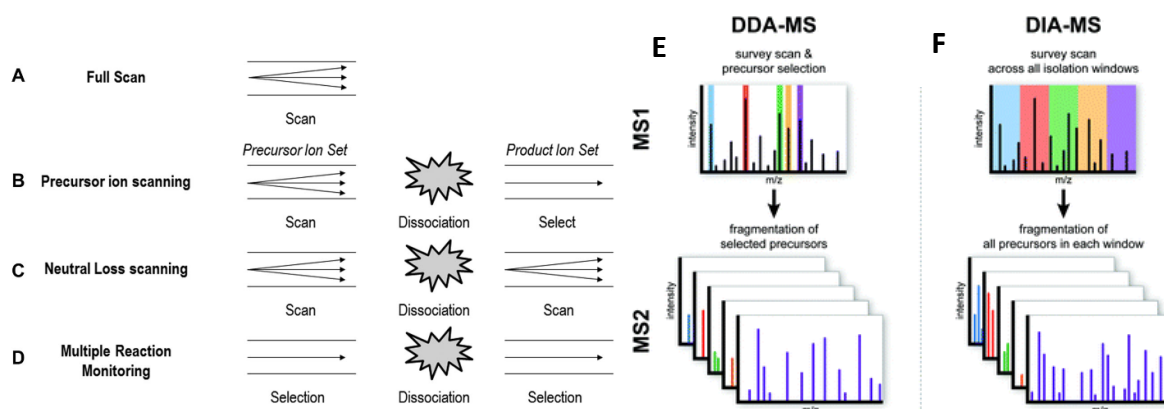 A
Full Scan
Scan
Precursor Ion Set
Product Ion Set
B
Precursor ion scanning
Scan
Dissociation
Select
C
Neutral Loss scanning
Scan
Dissociation
Scan
D
Multiple Reaction
Monitoring
Selection
Dissociation
Selection
E
DDA-MS
survey scan &
precursor selection
MS1
intensity
m/z
fragmentation of
selected precursors
MS2
intensity
F
DIA-MS
survey scan
across all isolation windows
intensity
m/z
fragmentation of
all precursors in each window
intensity